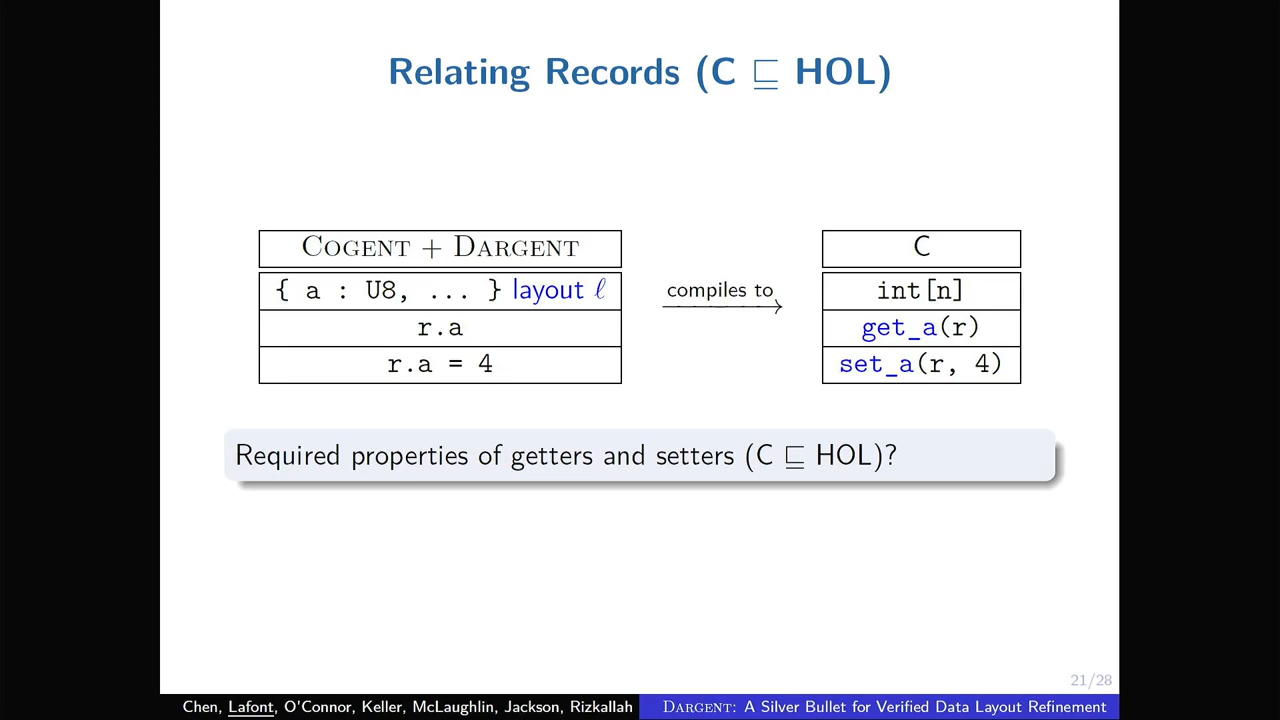 Relating Records (C ⊑ HOL)
COGENT + DARGENT
{ a : U8, ... } layout ℓ
r.a
r.a = 4
compiles to
C
int[n]
get_a(r)
set_a(r, 4)
Required properties of getters and setters (C ⊑ HOL)?
21/28
Chen, Lafont, O'Connor, Keller, McLaughlin, Jackson, Rizkallah
DARGENT: A Silver Bullet for Verified Data Layout Refinement